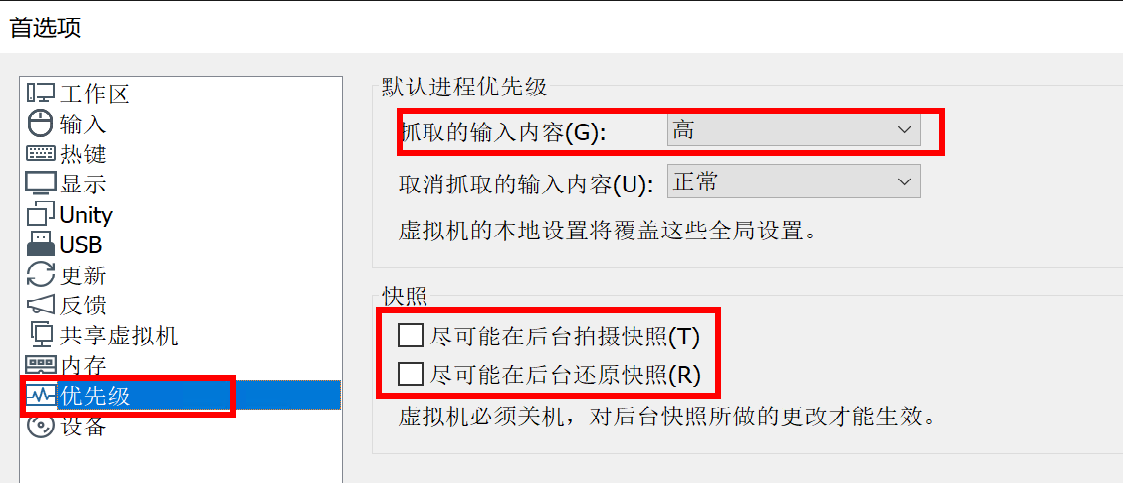 首选项
工作区
输入
热键
显示
Unity
USB
更新
反馈
共享虚拟机
内存
优先级
设备
默认进程优先级
抓取的输入内容(G): 高
取消抓取的输入内容(U): 正常
虚拟机的本地设置将覆盖这些全局设置。
快照
尽可能在后台拍摄快照(T)
尽可能在后台还原快照(R)
虚拟机必须关机，对后台快照所做的更改才能生效。